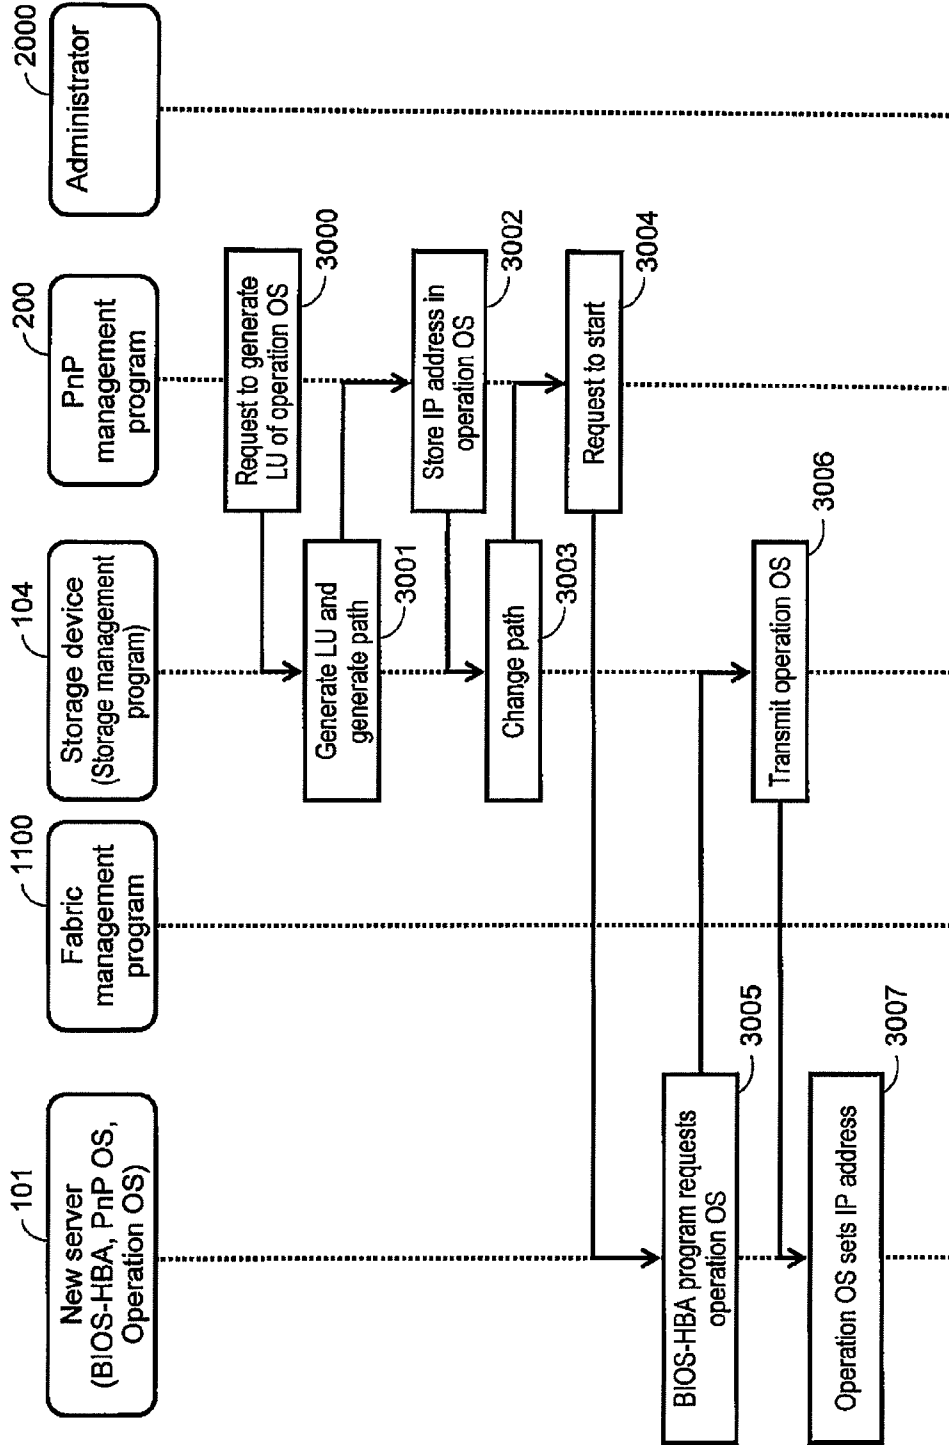 101
New server
(BIOS-HBA, PnP OS,
Operation OS)
1100
Fabric
management
program
104
Storage device
(Storage management
program)
200
PnP
management
program
2000
Administrator
Request to generate
LU of operation OS
3000
Generate LU and
generate path
3001
Store IP address in
operation OS
3002
Change path
3003
Request to start
3004
BIOS-HBA program requests
operation OS
3005
Transmit operation OS
3006
Operation OS sets IP address
3007